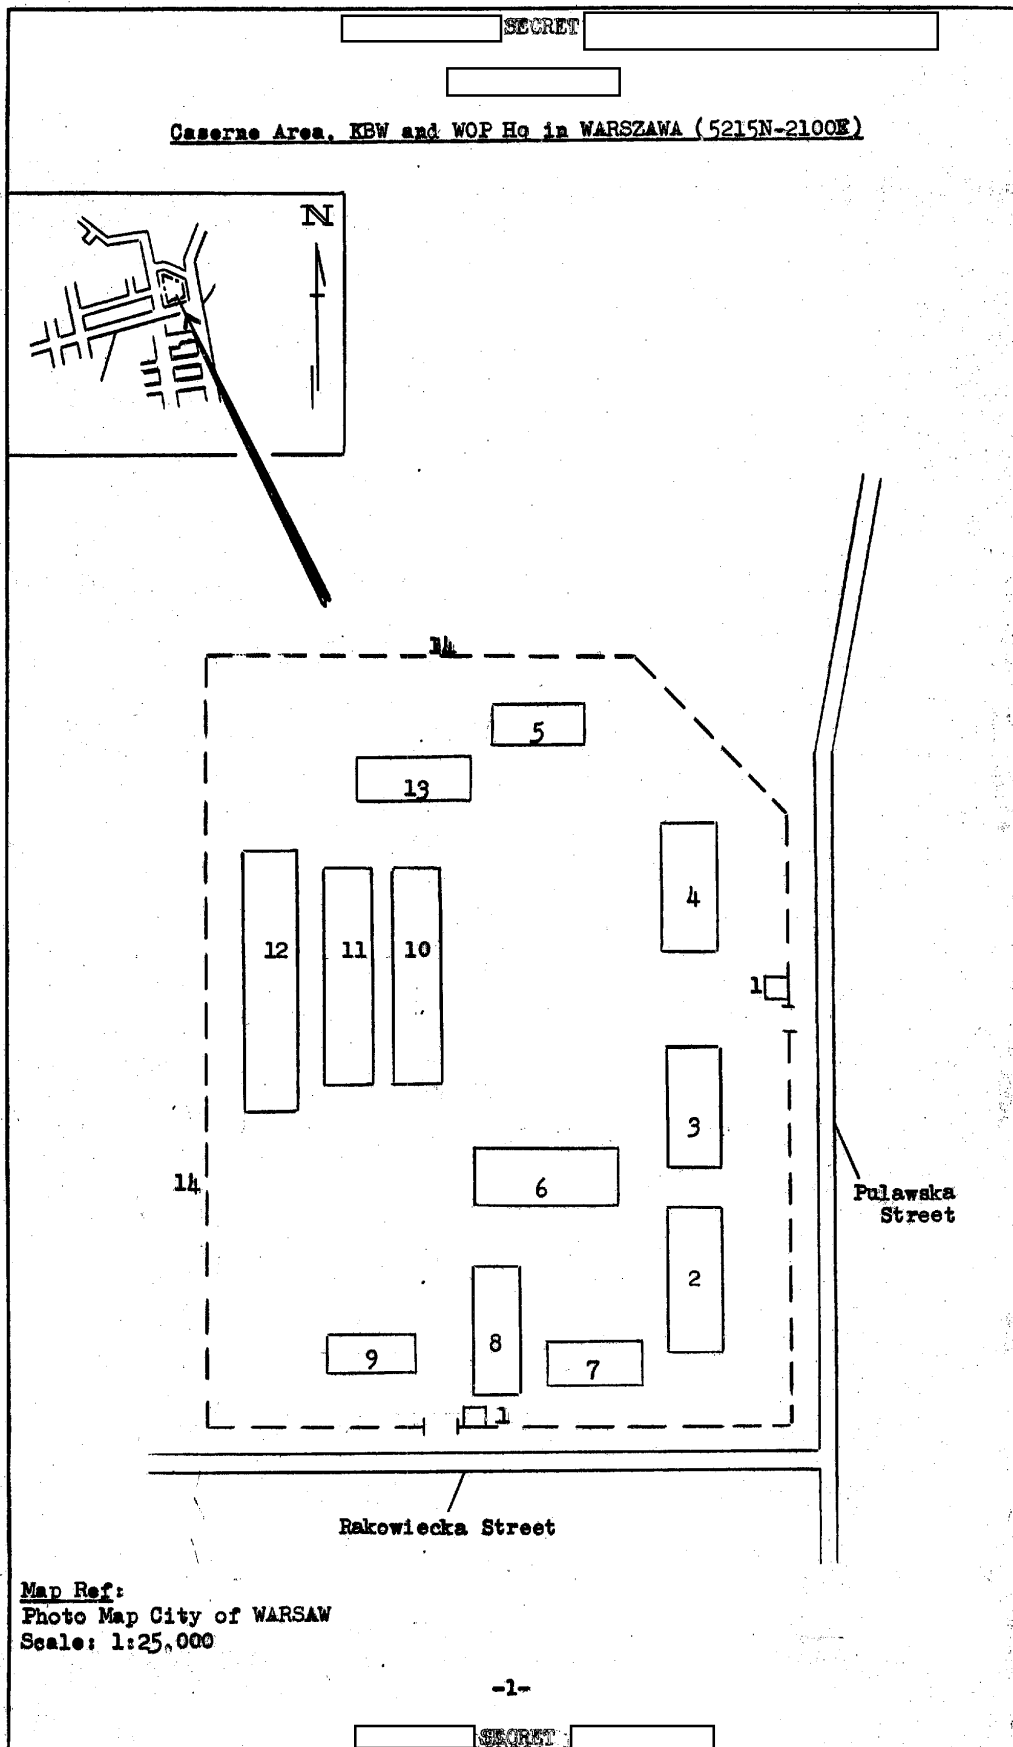 SECRET
Caserne Area, KBW and WOP Hq in WARSZAWA (5215N-2100E)
N
14
5
13
4
12
11
10
1
3
14
6
Pulawska
Street
2
8
9
7
1
Rakowiecka Street
Map Ref:
Photo Map City of WARSAW
Scale: 1:25,000
-1-
SECRET